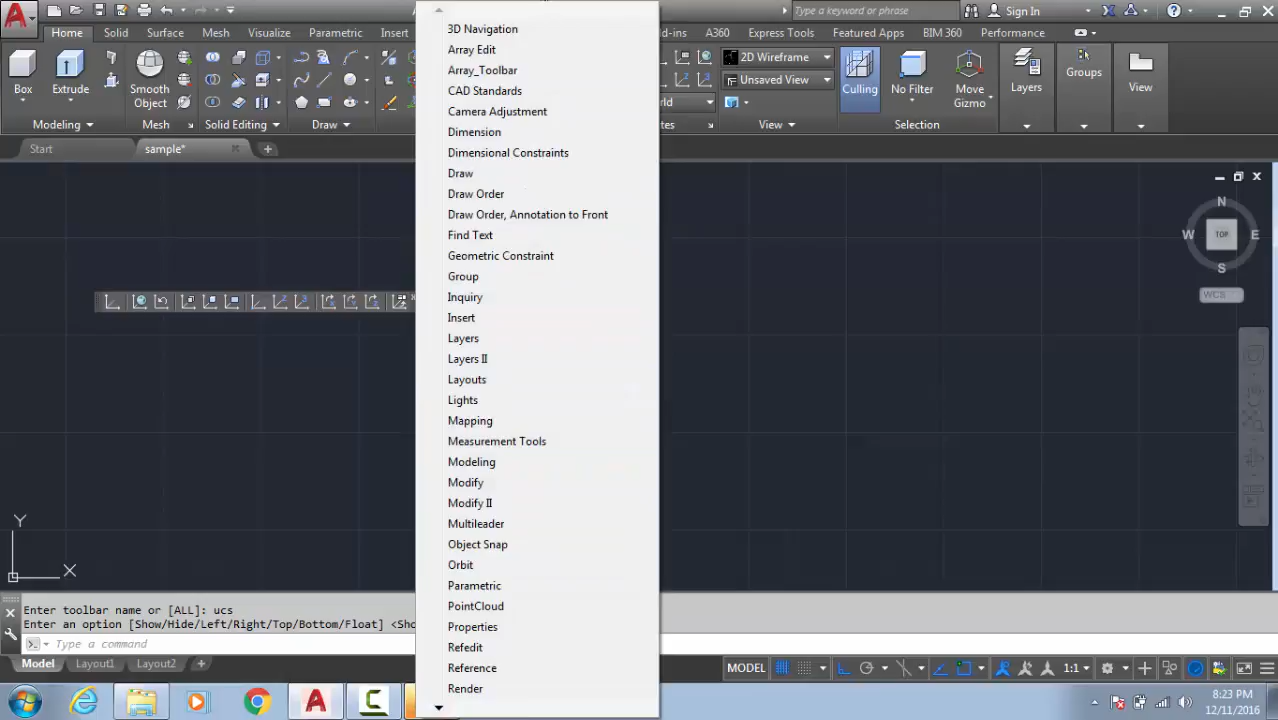 Type a keyword or phrase
Sign In
Home Solid Surface Mesh Visualize Parametric Insert
A360 Express Tools Featured Apps BIM 360 Performance
Box
Extrude
Smooth Object
2D Wireframe
Unsaved View
Culling
No Filter
Move Gizmo
Layers
Groups
View
Modeling
Mesh
Solid Editing
Draw
View
Selection
Start
sample*
3D Navigation
Array Edit
Array_Toolbar
CAD Standards
Camera Adjustment
Dimension
Dimensional Constraints
Draw
Draw Order
Draw Order, Annotation to Front
Find Text
Geometric Constraint
Group
Inquiry
Insert
Layers
Layers II
Layouts
Lights
Mapping
Measurement Tools
Modeling
Modify
Modify II
Multileader
Object Snap
Orbit
Parametric
PointCloud
Properties
Refedit
Reference
Render
N
W TOP E
S
WCS
Y
X
Enter toolbar name or [ALL]: ucs
Enter an option [Show/Hide/Left/Right/Top/Bottom/Float] <Sho
Type a command
Model Layout1 Layout2
MODEL
1:1
8:23 PM
12/11/2016